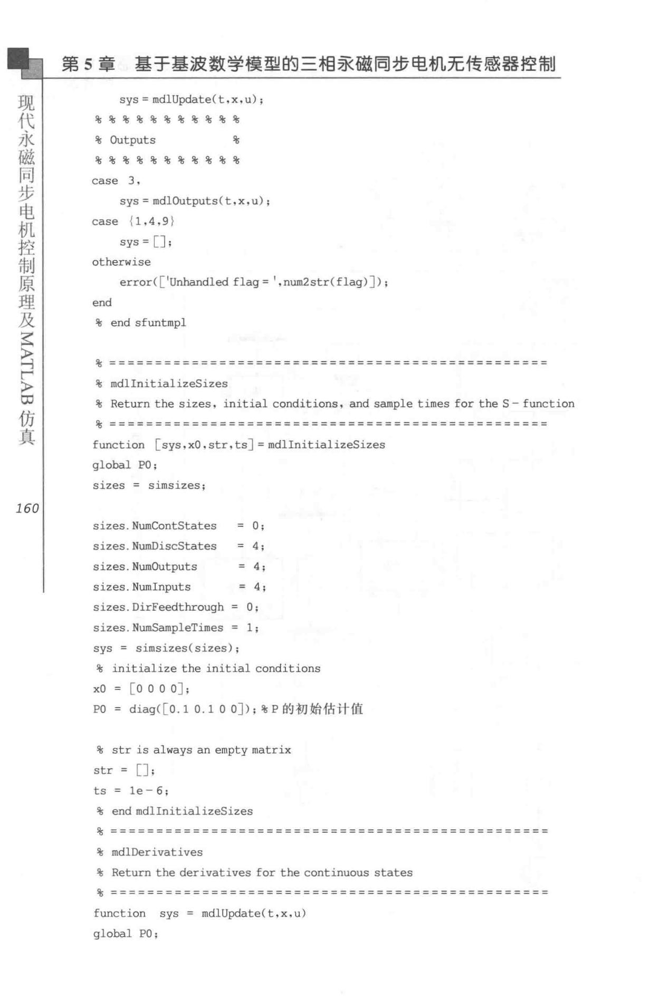 第 5 章 基于基波数学模型的三相永磁同步电机无传感器控制
现代永磁同步电机控制原理及MATLAB仿真
160
sys = mdlUpdate(t,x,u);
% % % % % % % % % % %
% Outputs %
% % % % % % % % % % %
case 3,
sys = mdlOutputs(t,x,u);
case {1,4,9}
sys = [];
otherwise
error(['Unhandled flag = ',num2str(flag)]);
end
% end sfuntmpl
% ================================================
% mdlInitializeSizes
% Return the sizes, initial conditions, and sample times for the S - function
% ================================================
function [sys,x0,str,ts] = mdlInitializeSizes
global P0;
sizes = simsizes;
sizes.NumContStates = 0;
sizes.NumDiscStates = 4;
sizes.NumOutputs = 4;
sizes.NumInputs = 4;
sizes.DirFeedthrough = 0;
sizes.NumSampleTimes = 1;
sys = simsizes(sizes);
% initialize the initial conditions
x0 = [0 0 0 0];
P0 = diag([0.1 0.1 0 0]); % P 的初始估计值
% str is always an empty matrix
str = [];
ts = 1e - 6;
% end mdlInitializeSizes
% ================================================
% mdlDerivatives
% Return the derivatives for the continuous states
% ================================================
function sys = mdlUpdate(t,x,u)
global P0;